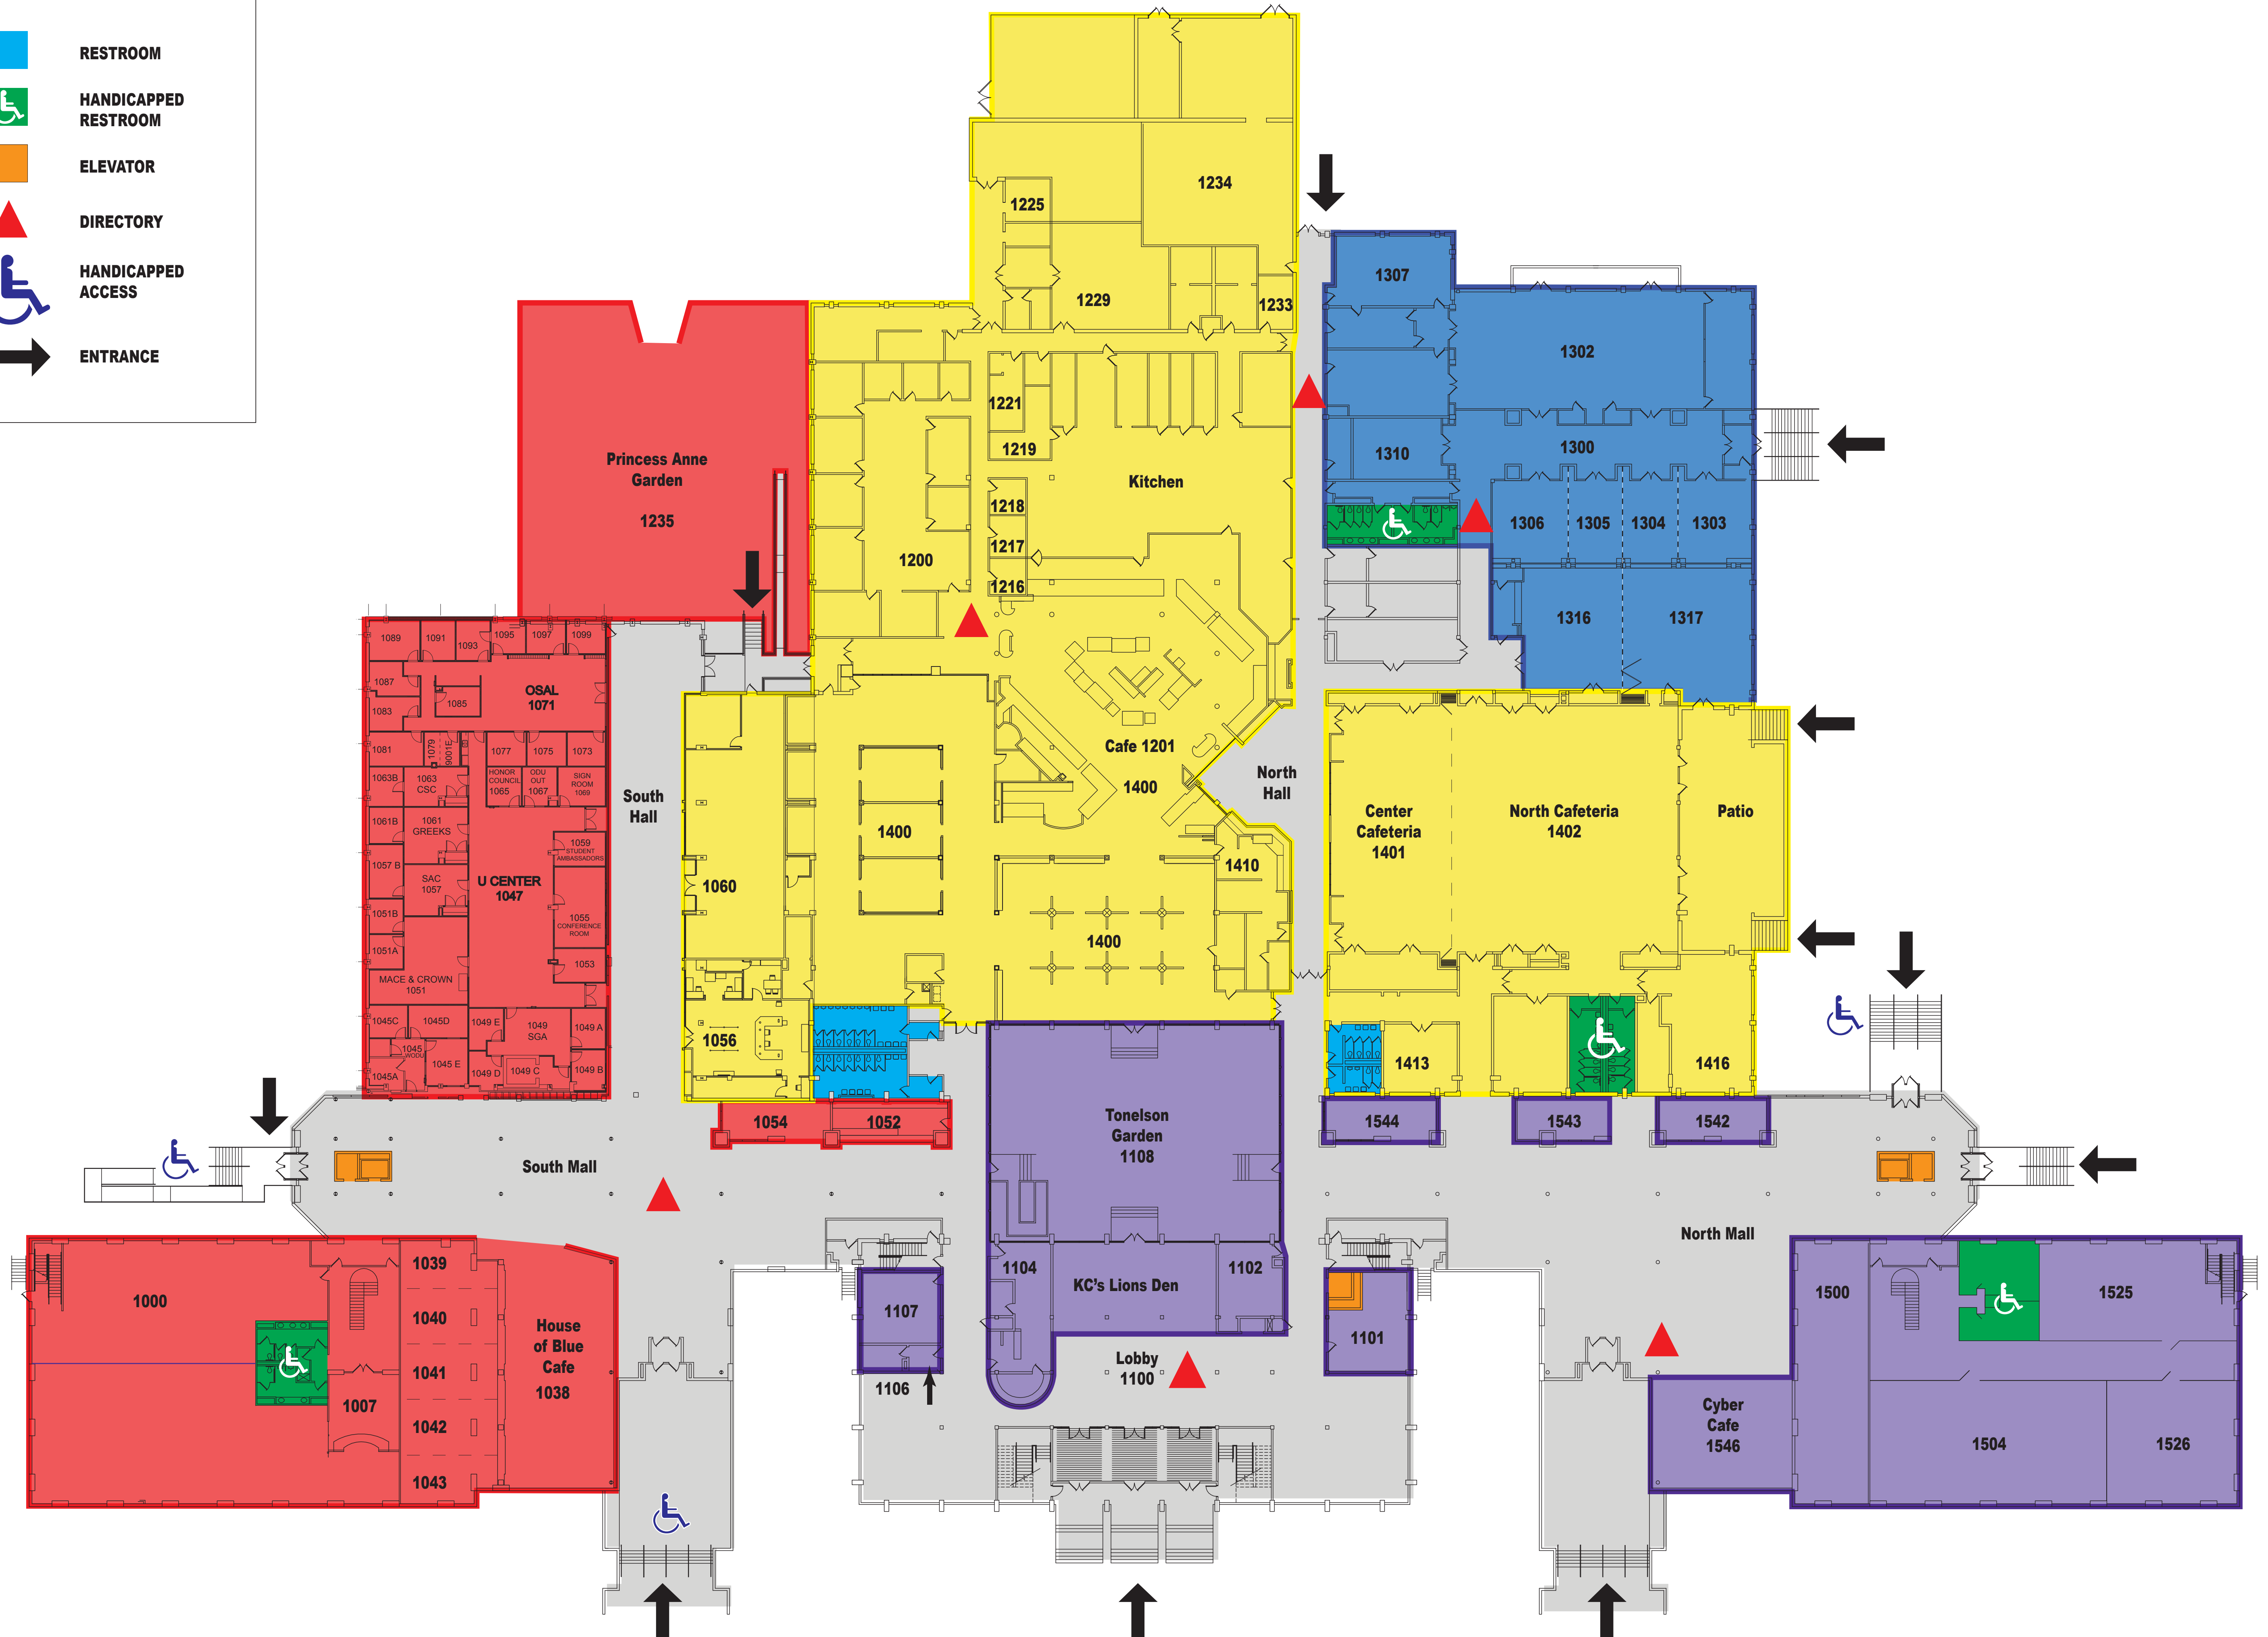 RESTROOM
HANDICAPPED
RESTROOM
ELEVATOR
DIRECTORY
HANDICAPPED
ACCESS
ENTRANCE
1234
1225
1229
1233
1307
1302
1221
1219
1310
1300
Princess Anne
Garden
1235
Kitchen
1218
1217
1216
1200
1306
1305
1304
1303
1316
1317
1089
1091
1093
1095
1097
1099
1087
1083
1085
OSAL
1071
1081
1079
9001E
1077
1075
1073
1063B
1063
CSC
HONOR
COUNCIL
1065
ODU
OUT
1067
SIGN
ROOM
1069
1061B
1061
GREEKS
1059
STUDENT
AMBASSADORS
1057 B
SAC
1057
U CENTER
1047
1055
CONFERENCE
ROOM
1051B
1051A
1053
MACE & CROWN
1051
1045C
1045D
1049 E
1049
SGA
1049 A
1045
WODU
1045 E
1045A
1049 D
1049 C
1049 B
South
Hall
Cafe 1201
1400
North
Hall
1400
1060
1410
1400
Center
Cafeteria
1401
North Cafeteria
1402
Patio
1056
1413
1416
1054
1052
Tonelson
Garden
1108
1544
1543
1542
South Mall
North Mall
1000
1039
1040
1041
1042
1043
1007
House
of Blue
Cafe
1038
1107
1106
1104
KC's Lions Den
1102
1101
Lobby
1100
1500
1525
Cyber
Cafe
1546
1504
1526